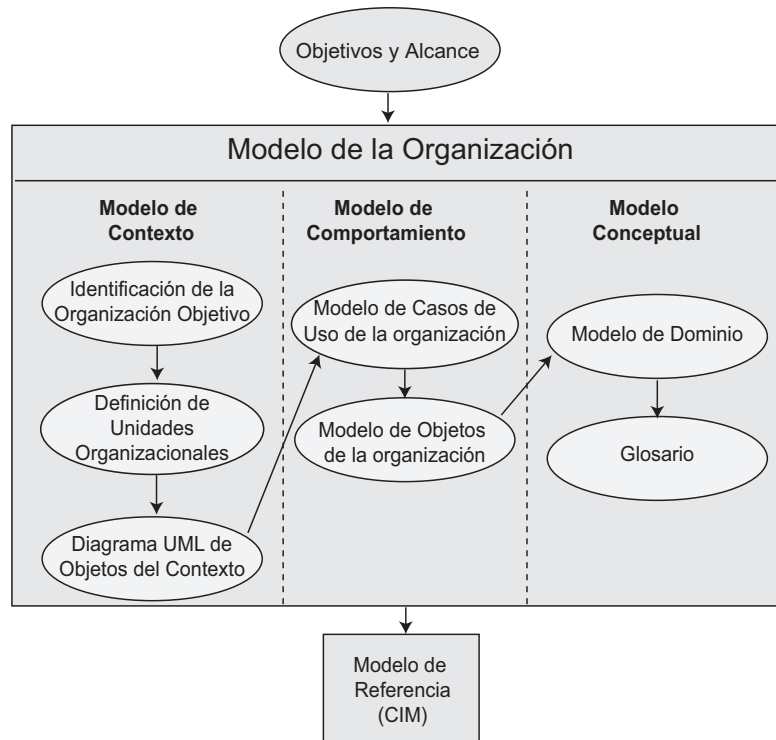 Objetivos y Alcance
Modelo de la Organización
Modelo de
Contexto
Identificación de la
Organización Objetivo
Definición de
Unidades
Organizacionales
Diagrama UML de
Objetos del Contexto
Modelo de
Comportamiento
Modelo de Casos de
Uso de la organización
Modelo de Objetos
de la organización
Modelo
Conceptual
Modelo de Dominio
Glosario
Modelo de
Referencia
(CIM)